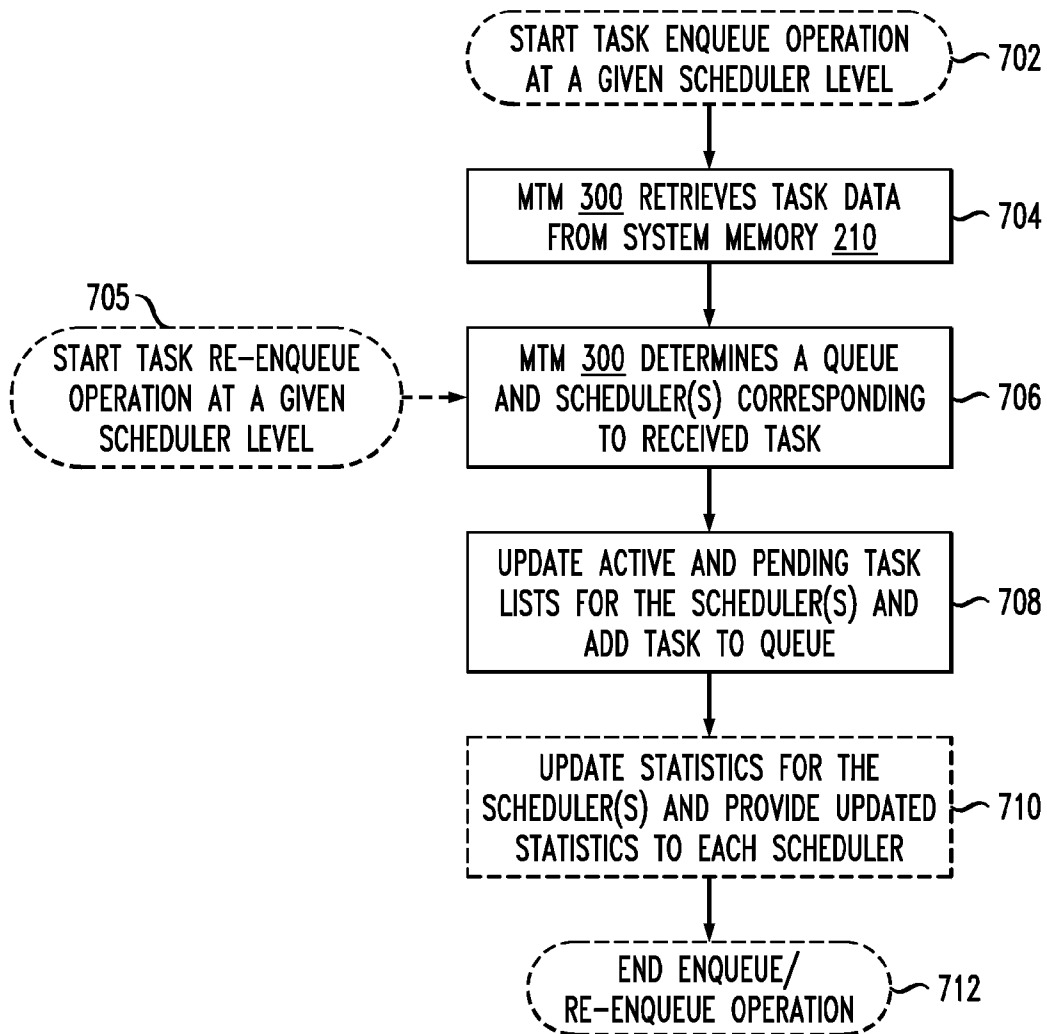 START TASK ENQUEUE OPERATION
AT A GIVEN SCHEDULER LEVEL
702
MTM 300 RETRIEVES TASK DATA
FROM SYSTEM MEMORY 210
704
705
START TASK RE-ENQUEUE
OPERATION AT A GIVEN
SCHEDULER LEVEL
MTM 300 DETERMINES A QUEUE
AND SCHEDULER(S) CORRESPONDING
TO RECEIVED TASK
706
UPDATE ACTIVE AND PENDING TASK
LISTS FOR THE SCHEDULER(S) AND
ADD TASK TO QUEUE
708
UPDATE STATISTICS FOR THE
SCHEDULER(S) AND PROVIDE UPDATED
STATISTICS TO EACH SCHEDULER
710
END ENQUEUE/
RE-ENQUEUE OPERATION
712